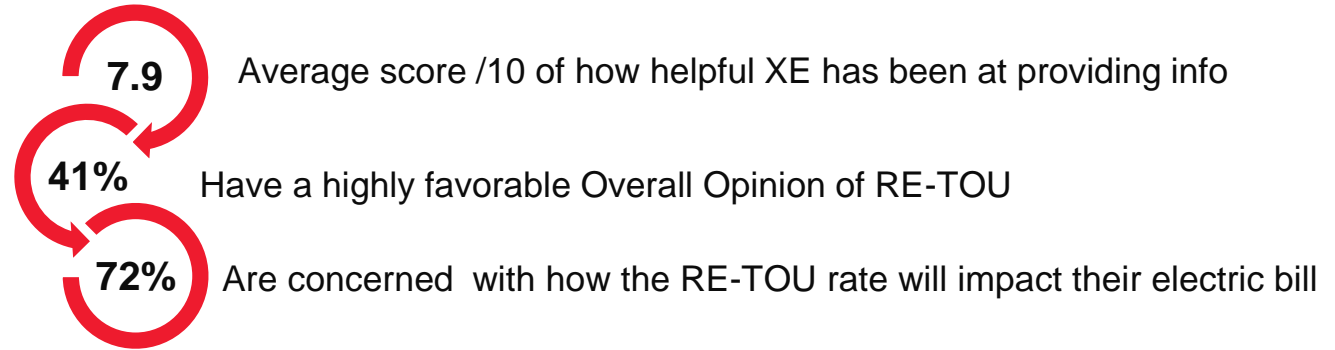 7.9 Average score /10 of how helpful XE has been at providing info
41% Have a highly favorable Overall Opinion of RE-TOU
72% Are concerned with how the RE-TOU rate will impact their electric bill